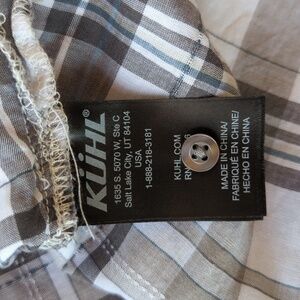 KÜHL®
1635 S. 5070 W, Ste C
Salt Lake City, UT 84104
USA
1-888-218-3181
KUHL.COM
MADE IN CHINA/
FABRIQUÉ EN CHINE/
HECHO EN CHINA